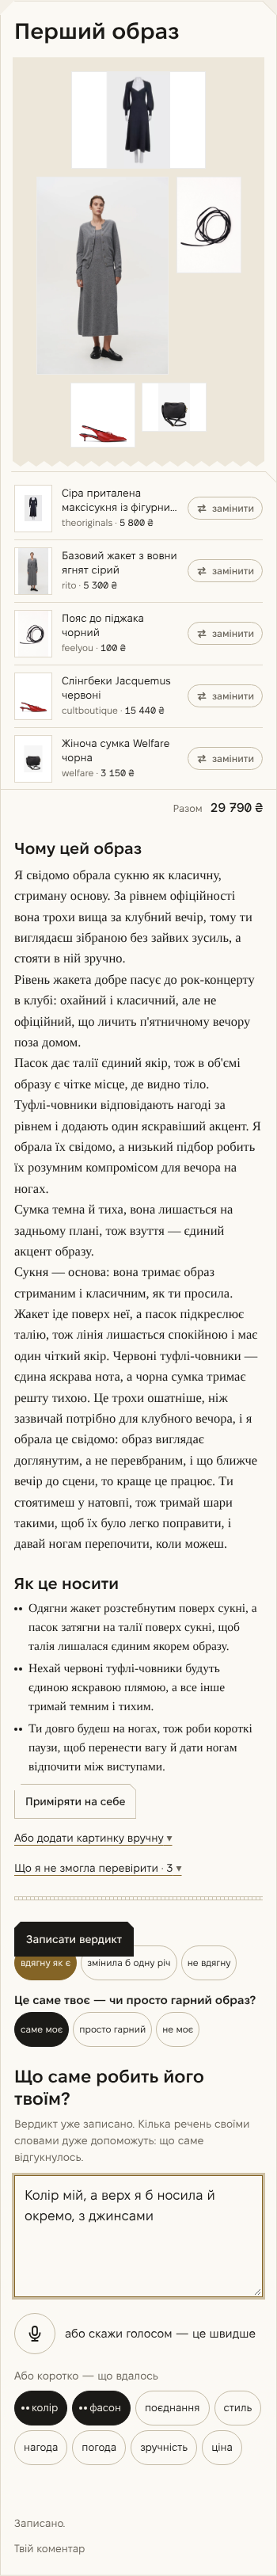 Перший образ
Сіра приталена
максісукня із фігурни...
theoriginals · 5 800 ₴
⇄ замінити
Базовий жакет з вовни
ягнят сірий
rito · 5 300 ₴
⇄ замінити
Пояс до піджака
чорний
feelyou · 100 ₴
⇄ замінити
Слінгбеки Jacquemus
червоні
cultboutique · 15 440 ₴
⇄ замінити
Жіноча сумка Welfare
чорна
welfare · 3 150 ₴
⇄ замінити
Разом 29 790 ₴
Чому цей образ
Я свідомо обрала сукню як класичну,
стриману основу. За рівнем офіційності
вона трохи вища за клубний вечір, тому ти
виглядаєш зібраною без зайвих зусиль, а
стояти в ній зручно.
Рівень жакета добре пасує до рок-концерту
в клубі: охайний і класичний, але не
офіційний, що личить п'ятничному вечору
поза домом.
Пасок дає талії єдиний якір, тож в об'ємі
образу є чітке місце, де видно тіло.
Туфлі-човники відповідають нагоді за
рівнем і додають один яскравіший акцент. Я
обрала їх свідомо, а низький підбор робить
їх розумним компромісом для вечора на
ногах.
Сумка темна й тиха, вона лишається на
задньому плані, тож взуття — єдиний
акцент образу.
Сукня — основа: вона тримає образ
стриманим і класичним, як ти просила.
Жакет іде поверх неї, а пасок підкреслює
талію, тож лінія лишається спокійною і має
один чіткий якір. Червоні туфлі-човники —
єдина яскрава нота, а чорна сумка тримає
решту тихою. Це трохи ошатніше, ніж
зазвичай потрібно для клубного вечора, і я
обрала це свідомо: образ виглядає
доглянутим, а не перевбраним, і що ближче
вечір до сцени, то краще це працює. Ти
стоятимеш у натовпі, тож тримай шари
такими, щоб їх було легко поправити, і
давай ногам перепочити, коли можеш.
Як це носити
•• Одягни жакет розстебнутим поверх сукні, а
пасок затягни на талії поверх сукні, щоб
талія лишалася єдиним якорем образу.
•• Нехай червоні туфлі-човники будуть
єдиною яскравою плямою, а все інше
тримай темним і тихим.
•• Ти довго будеш на ногах, тож роби короткі
паузи, щоб перенести вагу й дати ногам
відпочити між виступами.
Приміряти на себе
Або додати картинку вручну ▾
Що я не змогла перевірити · 3 ▾
Записати вердикт
вдягну як є
змінила б одну річ
не вдягну
Це саме твоє — чи просто гарний образ?
саме моє
просто гарний
не моє
Що саме робить його
твоїм?
Вердикт уже записано. Кілька речень своїми
словами дуже допоможуть: що саме
відгукнулось.
Колір мій, а верх я б носила й
окремо, з джинсами
або скажи голосом — це швидше
Або коротко — що вдалось
•• колір
•• фасон
поєднання
стиль
нагода
погода
зручність
ціна
Записано.
Твій коментар